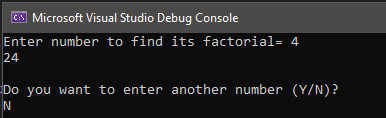 Microsoft Visual Studio Debug Console
Enter number to find its factorial= 4
24
Do you want to enter another number (Y/N)?
N